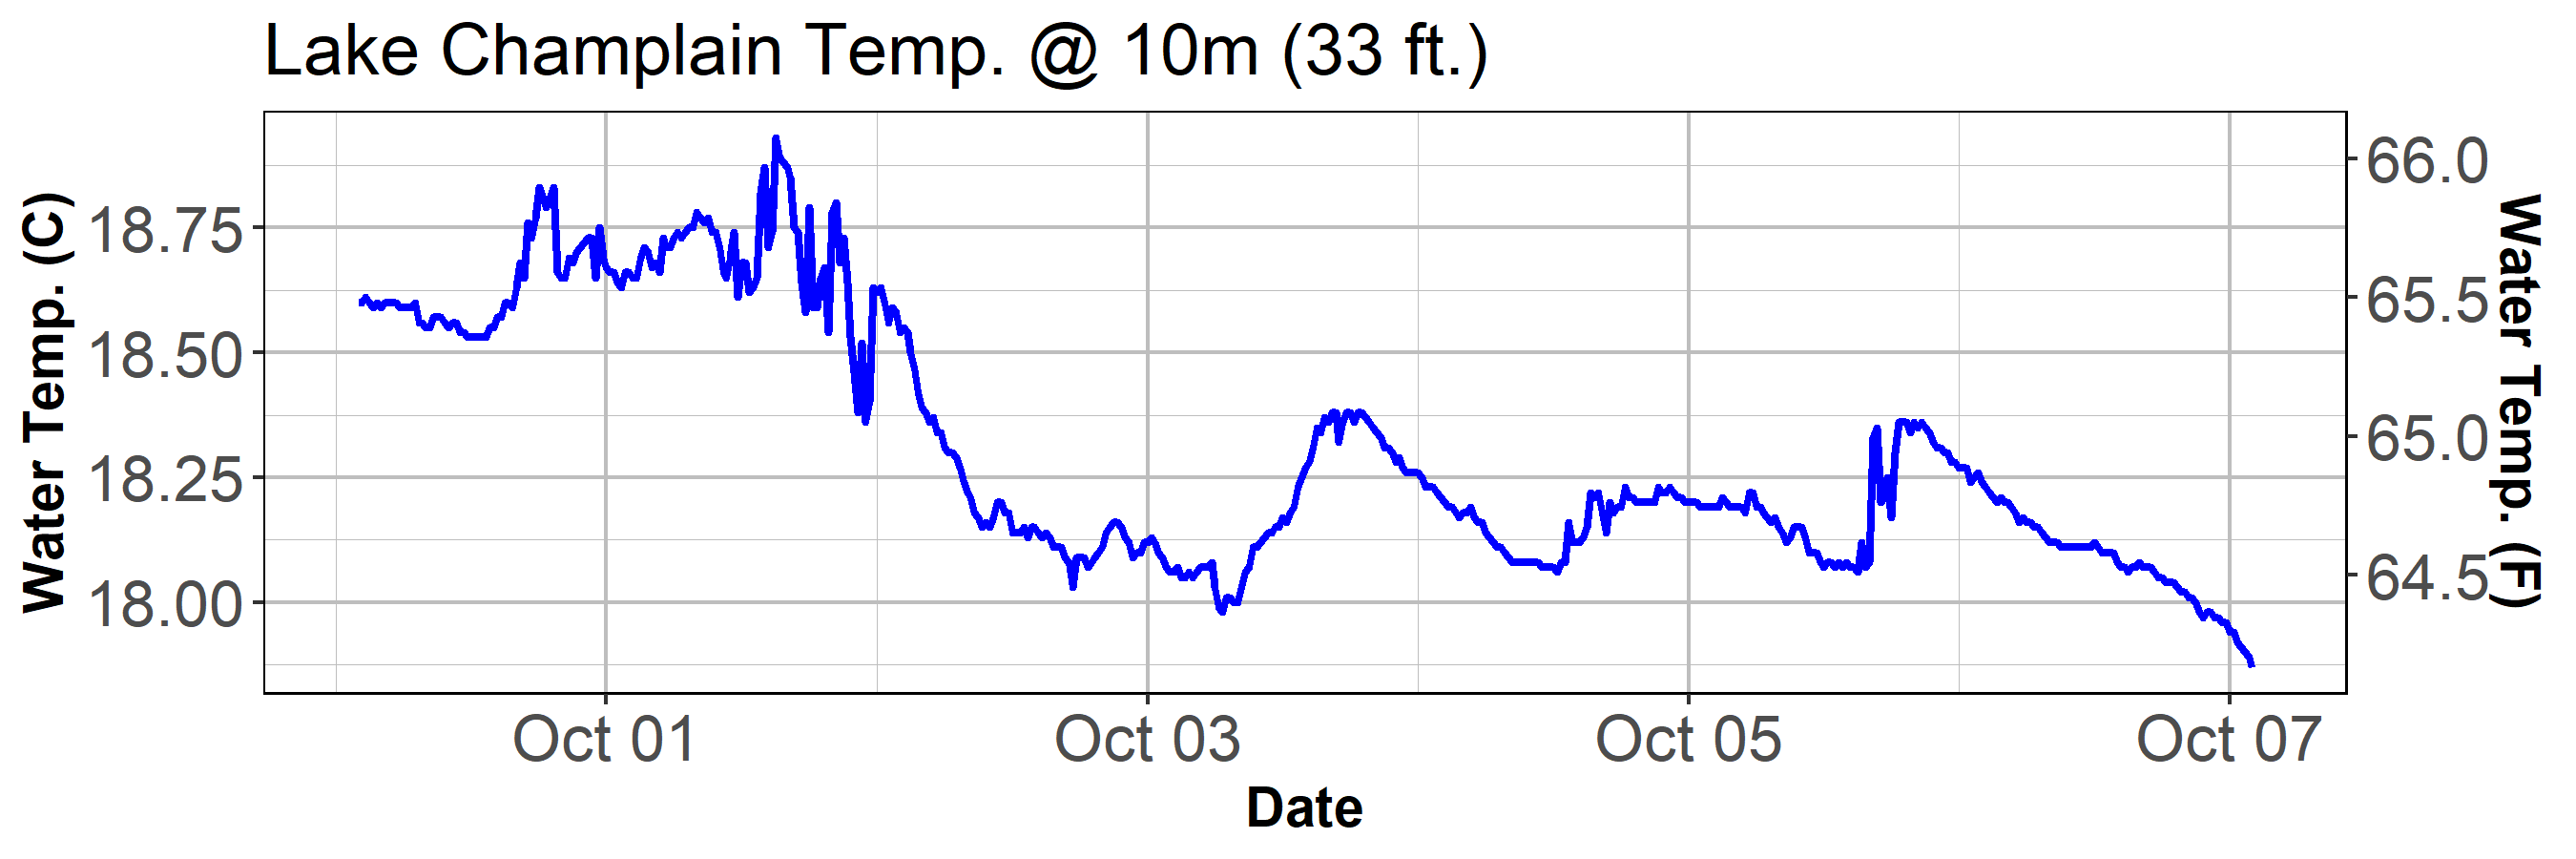 Lake Champlain Temp. @ 10m (33 ft.)
Water Temp. (C)
18.75
18.50
18.25
18.00
66.0
65.5
65.0
64.5
Water Temp. (F)
Oct 01
Oct 03
Oct 05
Oct 07
Date